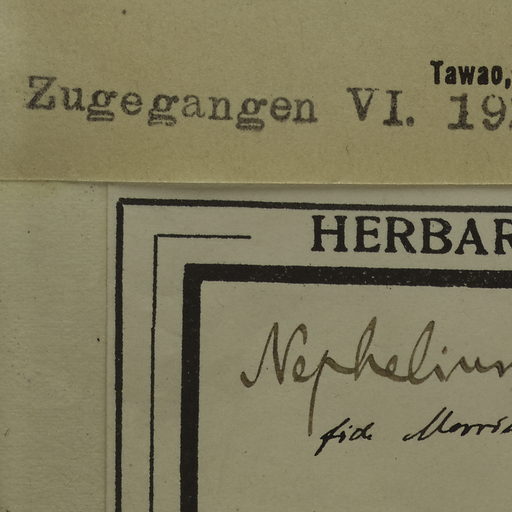 Tawao,
Zugegangen VI. 19
HERBAR
Nephelium
fide